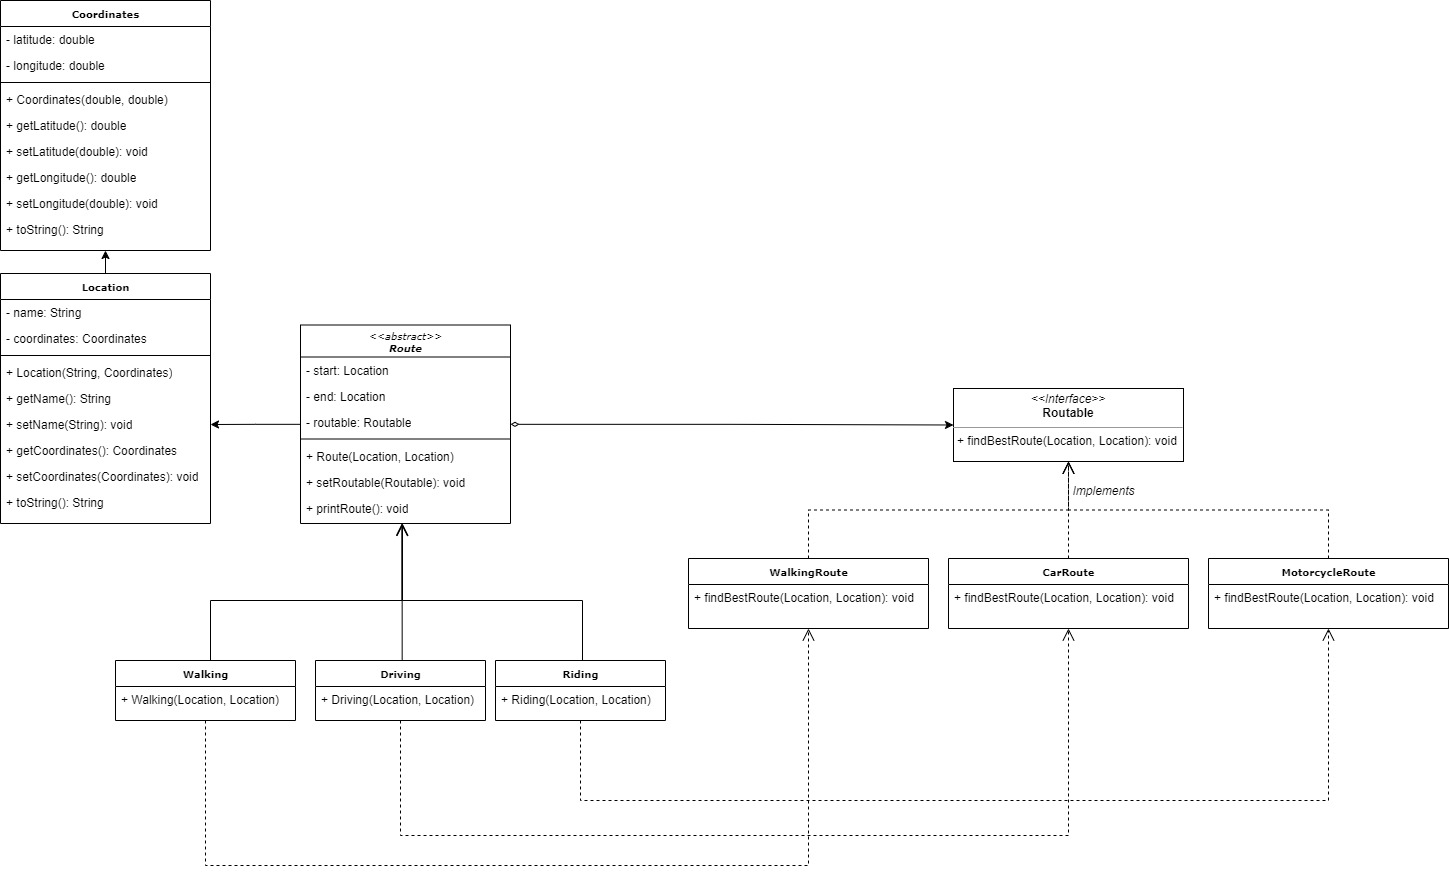 Coordinates
- latitude: double
- longitude: double
+ Coordinates(double, double)
+ getLatitude(): double
+ setLatitude(double): void
+ getLongitude(): double
+ setLongitude(double): void
+ toString(): String
Location
- name: String
- coordinates: Coordinates
+ Location(String, Coordinates)
+ getName(): String
+ setName(String): void
+ getCoordinates(): Coordinates
+ setCoordinates(Coordinates): void
+ toString(): String
<<abstract>>
Route
- start: Location
- end: Location
- routable: Routable
+ Route(Location, Location)
+ setRoutable(Routable): void
+ printRoute(): void
<<Interface>>
Routable
+ findBestRoute(Location, Location): void
Implements
WalkingRoute
+ findBestRoute(Location, Location): void
CarRoute
+ findBestRoute(Location, Location): void
MotorcycleRoute
+ findBestRoute(Location, Location): void
Walking
+ Walking(Location, Location)
Driving
+ Driving(Location, Location)
Riding
+ Riding(Location, Location)